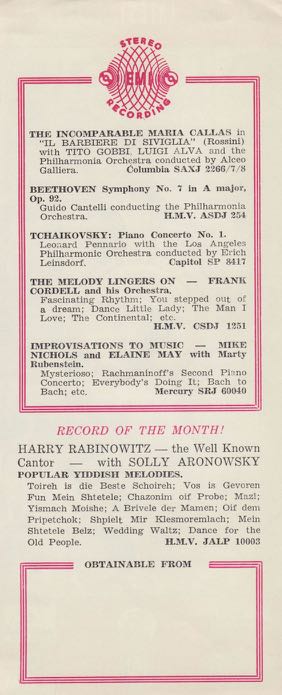 STEREO
EMI
RECORDING
THE INCOMPARABLE MARIA CALLAS in
"IL BARBIERE DI SIVIGLIA" (Rossini)
with TITO GOBBI, LUIGI ALVA and the
Philharmonia Orchestra conducted by Alceo
Galliera. Columbia SAXJ 2266/7/8
BEETHOVEN Symphony No. 7 in A major,
Op. 92.
Guido Cantelli conducting the Philharmonia
Orchestra. H.M.V. ASDJ 254
TCHAIKOVSKY: Piano Concerto No. 1.
Leonard Pennario with the Los Angeles
Philharmonic Orchestra conducted by Erich
Leinsdorf. Capitol SP 8417
THE MELODY LINGERS ON — FRANK
CORDELL and his Orchestra.
Fascinating Rhythm; You stepped out of
a dream; Dance Little Lady; The Man I
Love; The Continental; etc.
H.M.V. CSDJ 1251
IMPROVISATIONS TO MUSIC — MIKE
NICHOLS and ELAINE MAY with Marty
Rubenstein.
Mysterioso; Rachmaninoff's Second Piano
Concerto; Everybody's Doing It; Bach to
Bach; etc. Mercury SRJ 60040
RECORD OF THE MONTH!
HARRY RABINOWITZ — the Well Known
Cantor — with SOLLY ARONOWSKY
POPULAR YIDDISH MELODIES.
Toireh is die Beste Schoireh; Vos is Gevoren
Fun Mein Shtetele; Chazonim oif Probe; Mazl;
Yismach Moishe; A Brivele der Mamen; Oif dem
Pripetchok; Shpielt Mir Klesmoremlach; Mein
Shtetele Belz; Wedding Waltz; Dance for the
Old People. H.M.V. JALP 10003
OBTAINABLE FROM